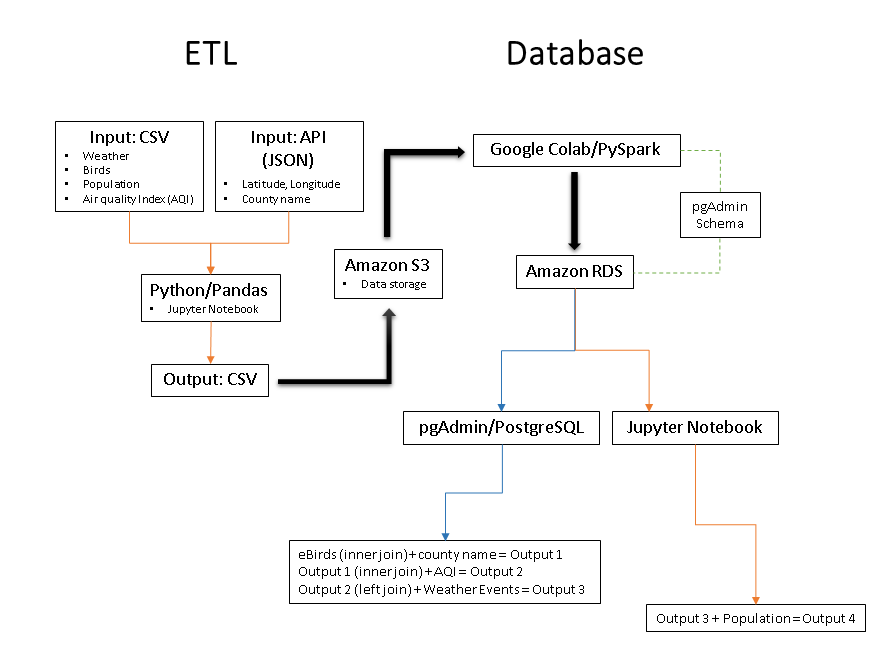 ETL
Database
Input: CSV
• Weather
• Birds
• Population
• Air quality Index (AQI)
Input: API
(JSON)
• Latitude, Longitude
• County name
Python/Pandas
• Jupyter Notebook
Output: CSV
Amazon S3
• Data storage
Google Colab/PySpark
pgAdmin
Schema
Amazon RDS
pgAdmin/PostgreSQL
Jupyter Notebook
eBirds (inner join) + county name = Output 1
Output 1 (inner join) + AQI = Output 2
Output 2 (left join) + Weather Events = Output 3
Output 3 + Population = Output 4